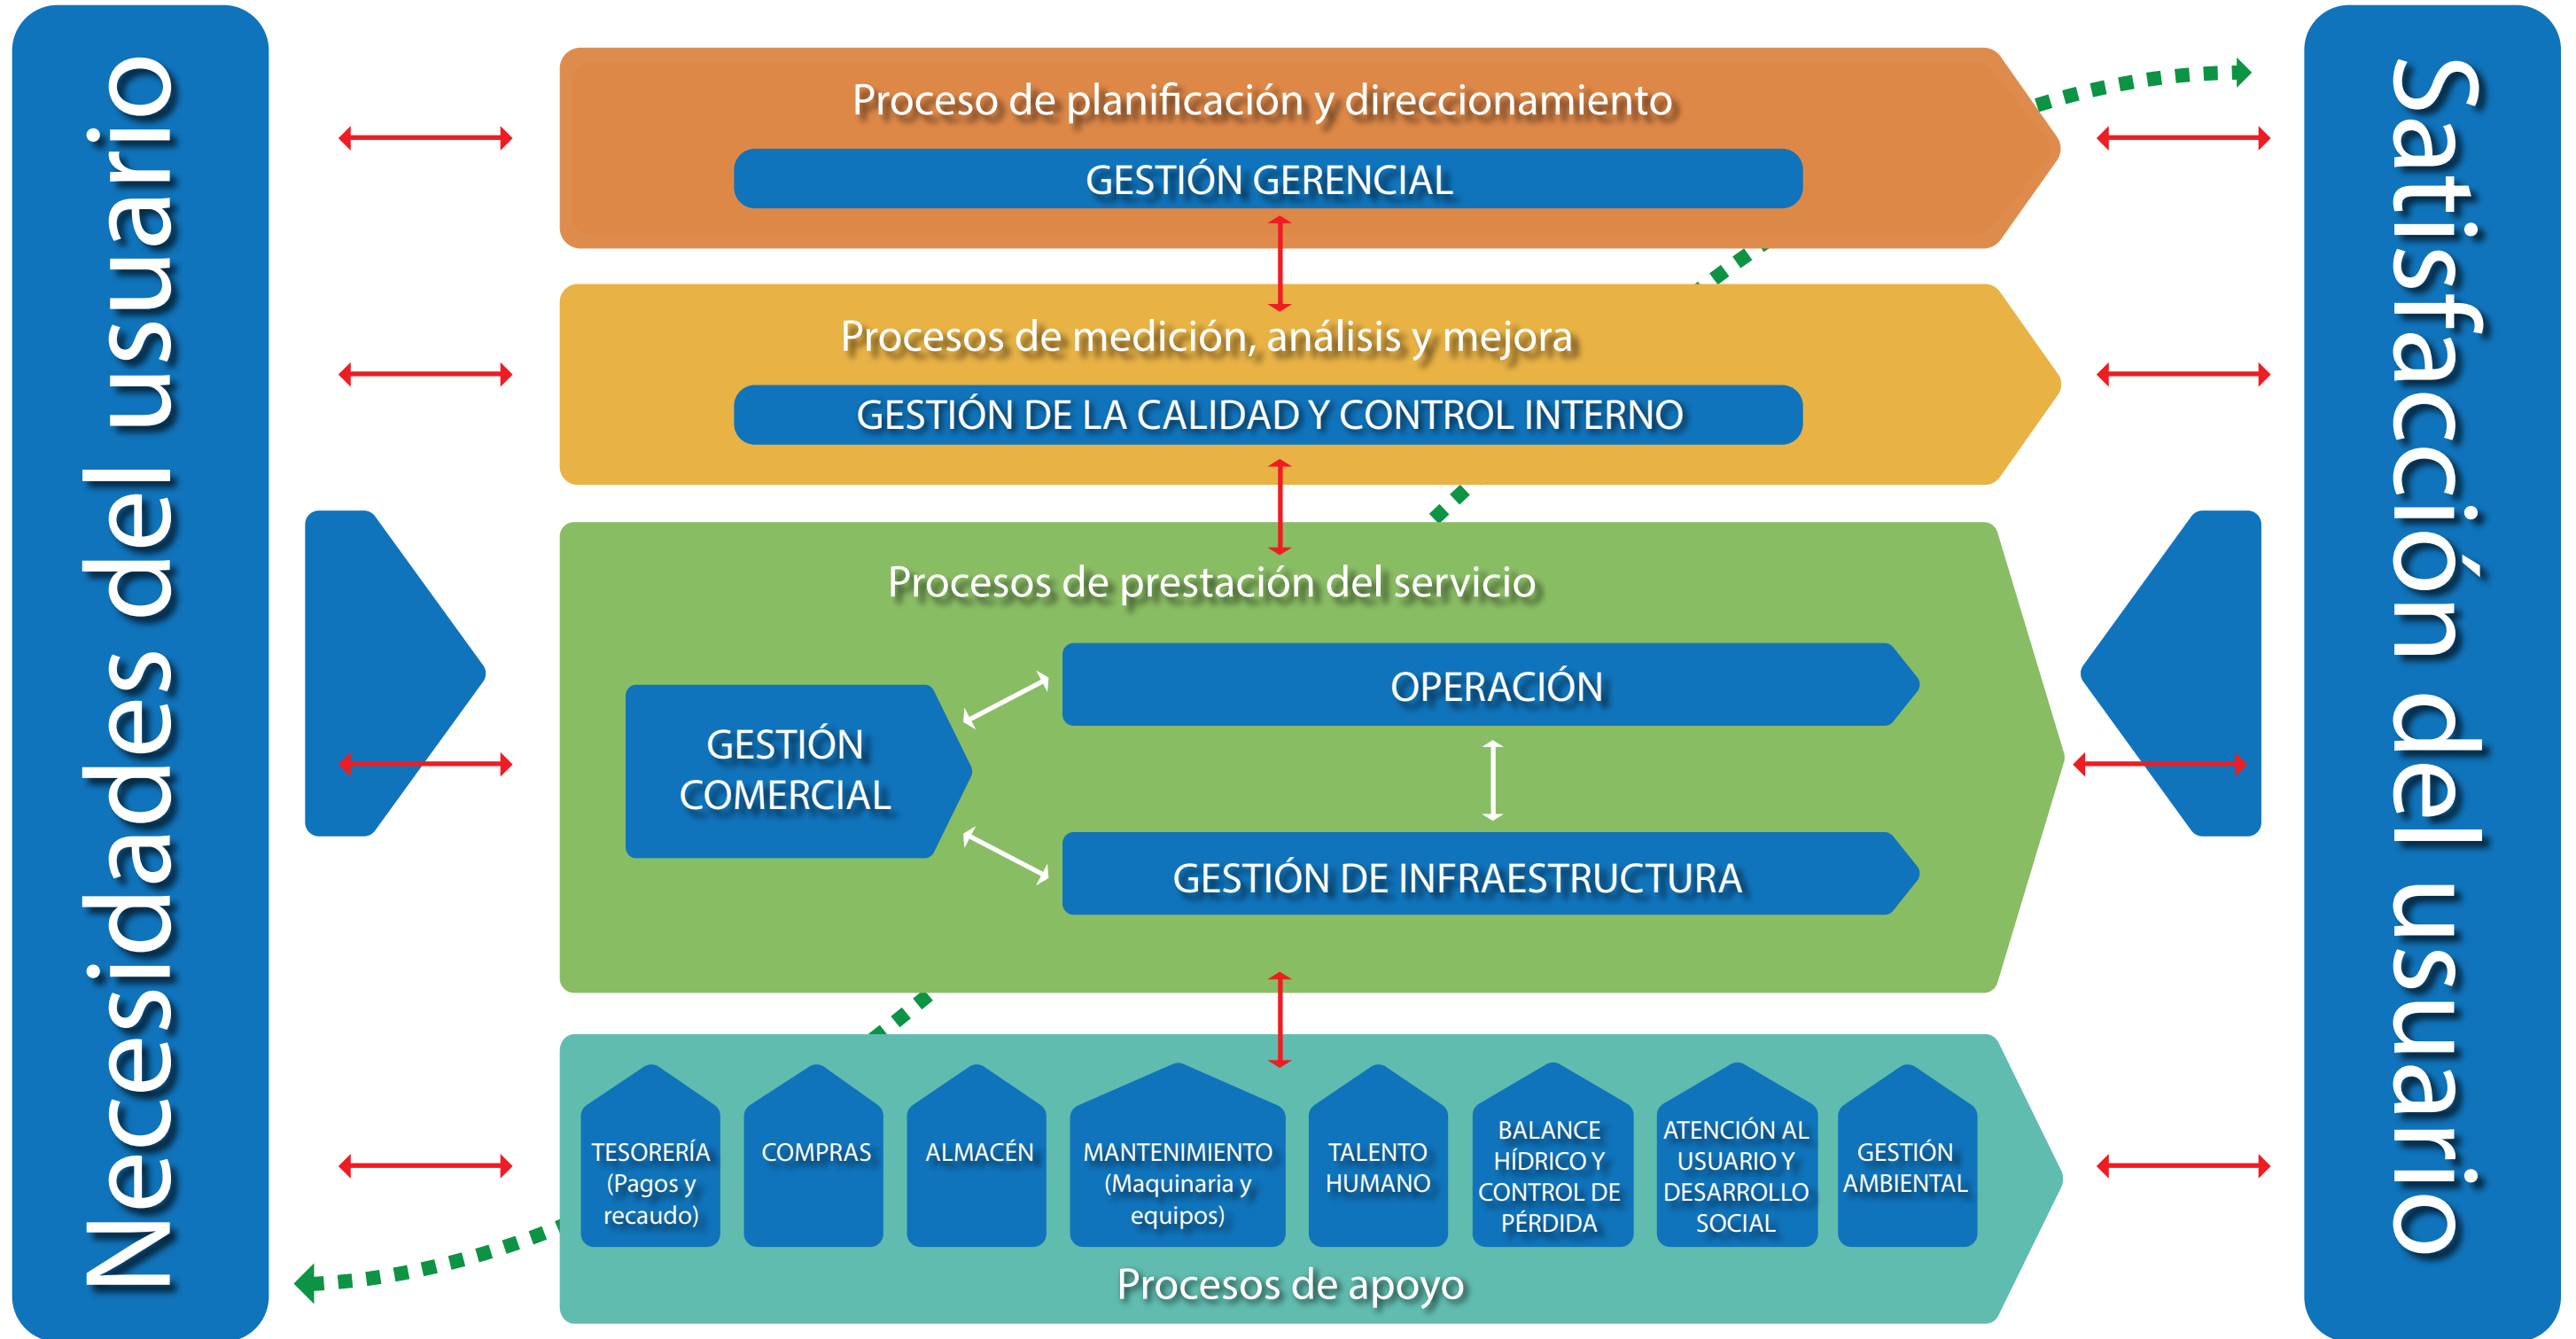 Necesidades del usuario
Proceso de planificación y direccionamiento
GESTIÓN GERENCIAL
Procesos de medición, análisis y mejora
GESTIÓN DE LA CALIDAD Y CONTROL INTERNO
Procesos de prestación del servicio
GESTIÓN
COMERCIAL
OPERACIÓN
GESTIÓN DE INFRAESTRUCTURA
TESORERÍA
(Pagos y
recaudo)
COMPRAS
ALMACÉN
MANTENIMIENTO
(Maquinaria y
equipos)
TALENTO
HUMANO
BALANCE
HÍDRICO Y
CONTROL DE
PÉRDIDA
ATENCIÓN AL
USUARIO Y
DESARROLLO
SOCIAL
GESTIÓN
AMBIENTAL
Procesos de apoyo
Satisfacción del usuario